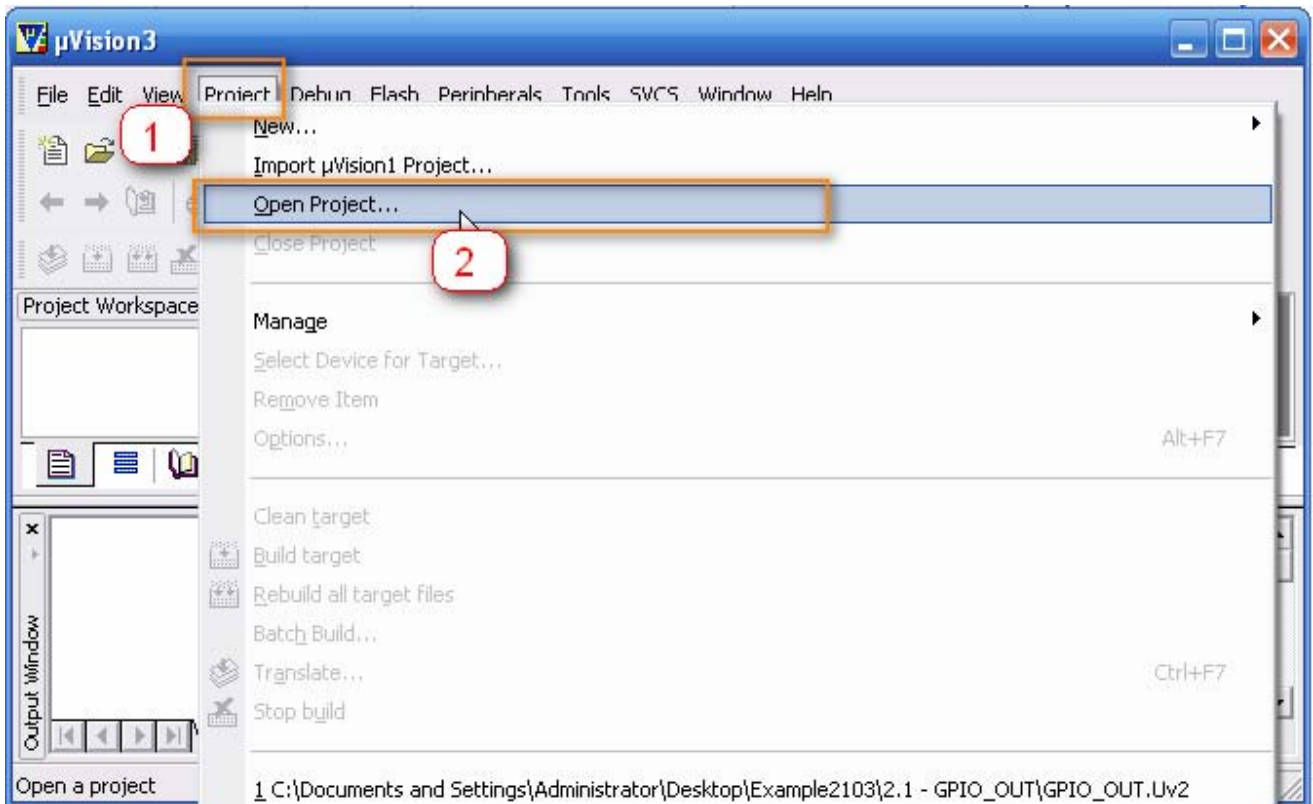 µVision3
File Edit View Project Debug Flash Peripherals Tools SVCS Window Help
1
New...
Import µVision1 Project...
Open Project...
2
Close Project
Project Workspace
Manage
Select Device for Target...
Remove Item
Options... Alt+F7
Clean target
Build target
Rebuild all target files
Batch Build...
Translate... Ctrl+F7
Stop build
Output Window
Open a project
1 C:\Documents and Settings\Administrator\Desktop\Example2103\2.1 - GPIO_OUT\GPIO_OUT.Uv2